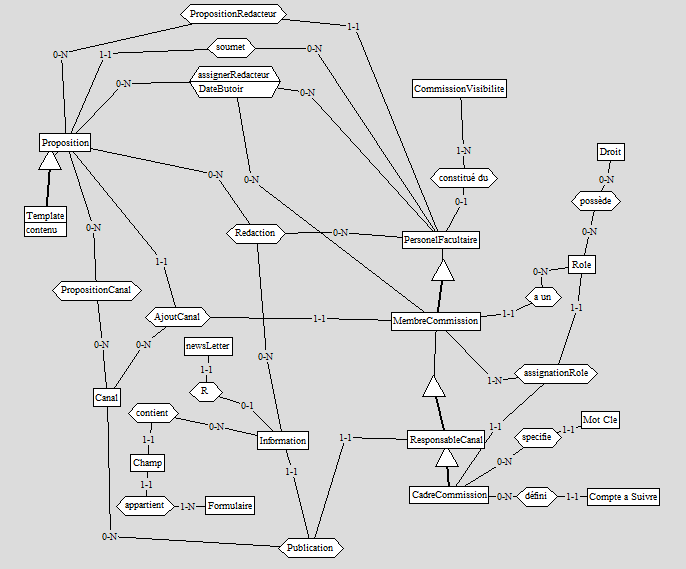 PropositionRedacteur
1-1
0-N
1-1
soumet
0-N
assignerRedacteur
DateButoir
0-N
0-N
CommissionVisibilite
Proposition
1-N
Droit
0-N
constitué du
0-N
0-N
0-1
possède
Template
contenu
0-N
Redaction
0-N
PersonelFacultaire
0-N
1-1
0-N
Role
PropositionCanal
a un
1-1
AjoutCanal
1-1
MembreCommission
1-1
0-N
0-N
newsLetter
0-N
1-1
1-N
assignationRole
R
Canal
0-1
contient
0-N
1-1
Mot Cle
1-1
Information
1-1
ResponsableCanal
specifie
1-1
Champ
1-1
0-N
1-1
CadreCommission
0-N
défini
1-1
Compte a Suivre
appartient
1-N
Formulaire
0-N
Publication